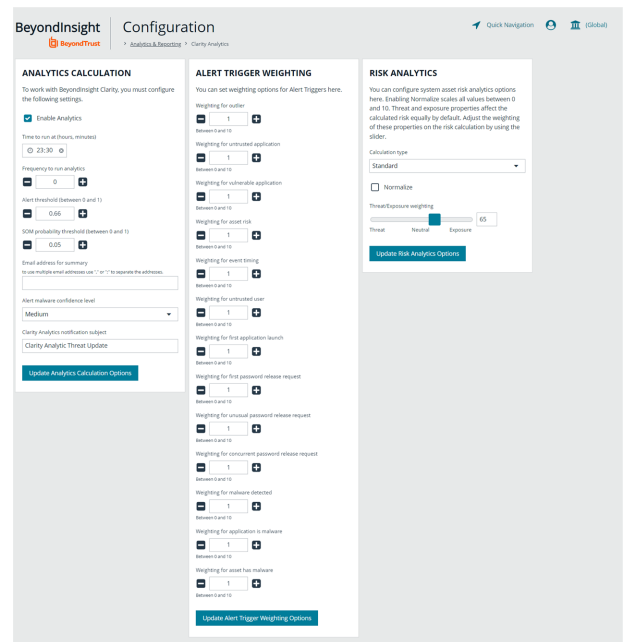 BeyondInsight
BeyondTrust
Configuration
> Analytics & Reporting > Clarity Analytics
Quick Navigation
(Global)
ANALYTICS CALCULATION
To work with BeyondInsight Clarity, you must configure
the following settings.
Enable Analytics
Time to run at (hours, minutes)
23:30
Frequency to run analytics
0
Alert threshold (between 0 and 1)
0.66
SOM probability threshold (between 0 and 1)
0.05
Email address for summary
to use multiple email addresses use "," or ";" to separate the addresses.
Alert malware confidence level
Medium
Clarity Analytics notification subject
Clarity Analytic Threat Update
Update Analytics Calculation Options
ALERT TRIGGER WEIGHTING
You can set weighting options for Alert Triggers here.
Weighting for outlier
1
Between 0 and 10
Weighting for untrusted application
1
Between 0 and 10
Weighting for vulnerable application
1
Between 0 and 10
Weighting for asset risk
1
Between 0 and 10
Weighting for event timing
1
Between 0 and 10
Weighting for untrusted user
1
Between 0 and 10
Weighting for first application launch
1
Between 0 and 10
Weighting for first password release request
1
Between 0 and 10
Weighting for unusual password release request
1
Between 0 and 10
Weighting for concurrent password release request
1
Between 0 and 10
Weighting for malware detected
1
Between 0 and 10
Weighting for application is malware
1
Between 0 and 10
Weighting for asset has malware
1
Between 0 and 10
Update Alert Trigger Weighting Options
RISK ANALYTICS
You can configure system asset risk analytics options
here. Enabling Normalize scales all values between 0
and 10. Threat and exposure properties affect the
calculated risk equally by default. Adjust the weighting
of these properties on the risk calculation by using the
slider.
Calculation type
Standard
Normalize
Threat/Exposure weighting
65
Threat Neutral Exposure
Update Risk Analytics Options